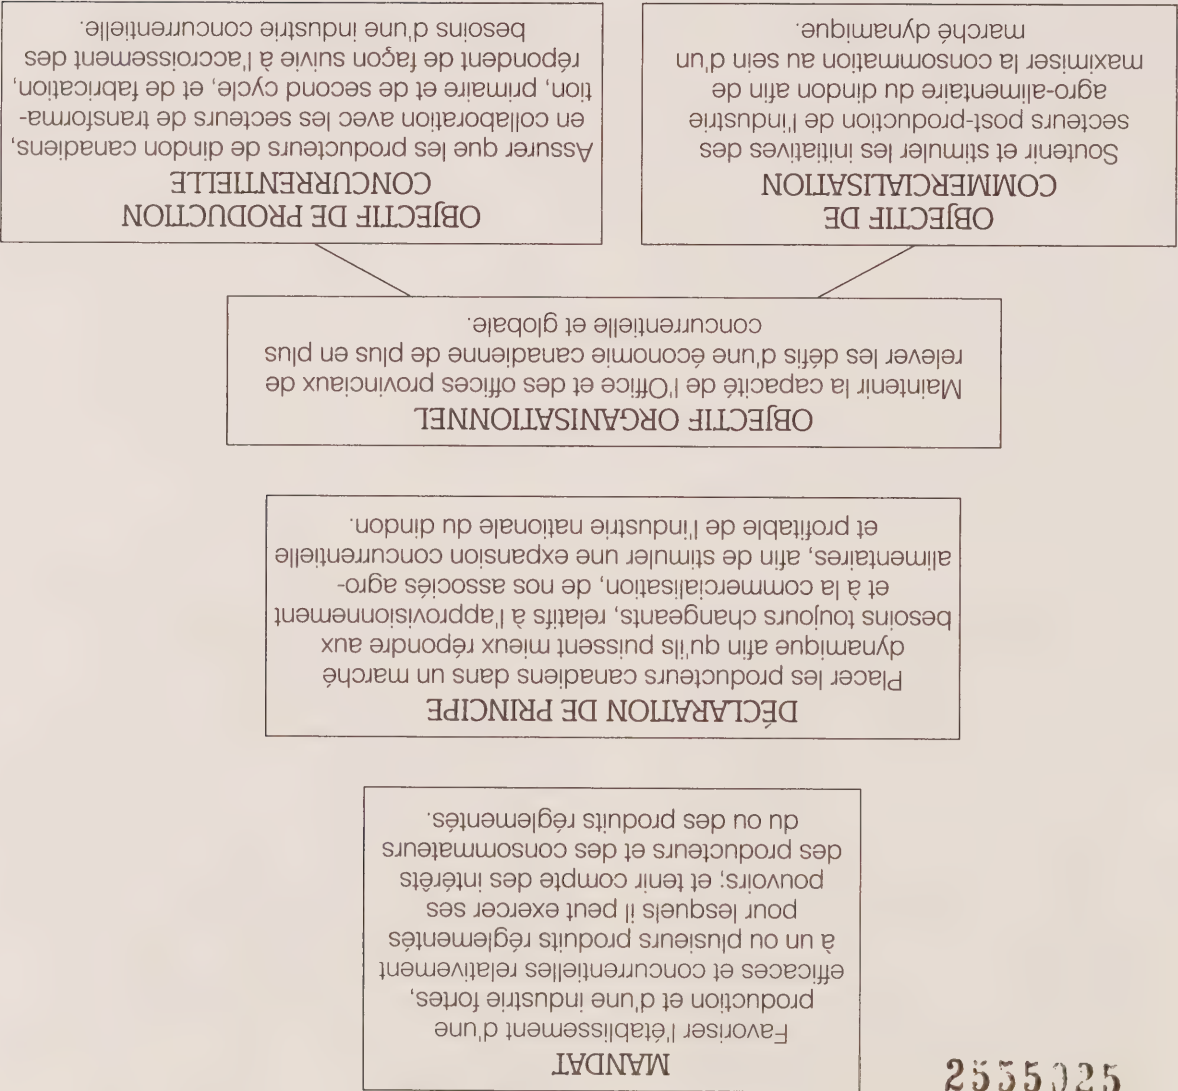 MANDAT
Favoriser l'établissement d'une
production et d'une industrie fortes,
efficaces et concurrentielles relativement
à un ou plusieurs produits réglementés
pour lesquels il peut exercer ses
pouvoirs; et tenir compte des intérêts
des producteurs et des consommateurs
du ou des produits réglementés.
DÉCLARATION DE PRINCIPE
Placer les producteurs canadiens dans un marché
dynamique afin qu'ils puissent mieux répondre aux
besoins toujours changeants, relatifs à l'approvisionnement
et à la commercialisation, de nos associés agro-
alimentaires, afin de stimuler une expansion concurrentielle
et profitable de l'industrie nationale du dindon.
OBJECTIF ORGANISATIONNEL
Maintenir la capacité de l'Office et des offices provinciaux de
relever les défis d'une économie canadienne de plus en plus
concurrentielle et globale.
OBJECTIF DE
COMMERCIALISATION
Soutenir et stimuler les initiatives des
secteurs post-production de l'industrie
agro-alimentaire du dindon afin de
maximiser la consommation au sein d'un
marché dynamique.
OBJECTIF DE PRODUCTION
CONCURRENTIELLE
Assurer que les producteurs de dindon canadiens,
en collaboration avec les secteurs de transforma-
tion, primaire et de second cycle, et de fabrication,
répondent de façon suivie à l'accroissement des
besoins d'une industrie concurrentielle.
2555025